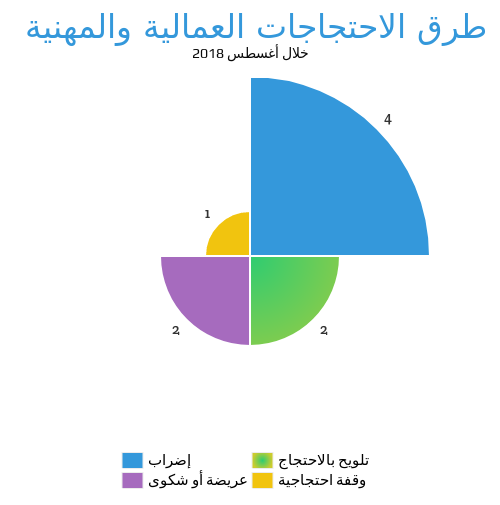 طرق الاحتجاجات العمالية والمهنية
خلال أغسطس 2018
4
1
2
2
إضراب
تلويح بالاحتجاج
عريضة أو شكوى
وقفة احتجاجية